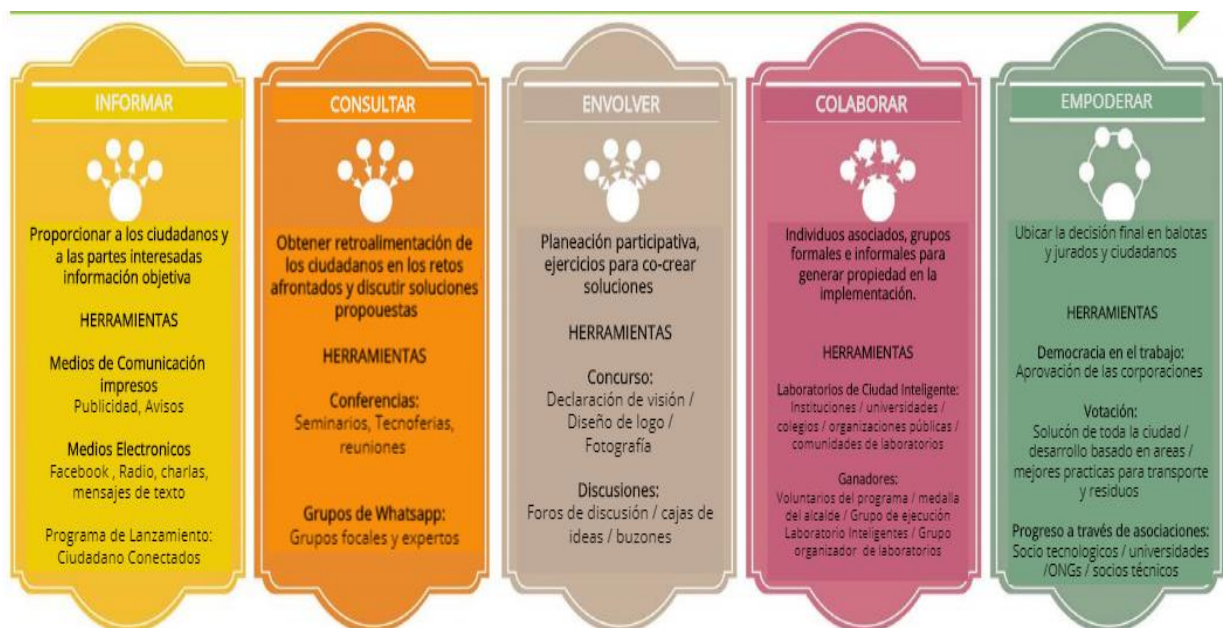 INFORMAR
Proporcionar a los ciudadanos y
a las partes interesadas
información objetiva
HERRAMIENTAS
Medios de Comunicación
impresos
Publicidad, Avisos
Medios Electronicos
Facebook , Radio, charlas,
mensajes de texto
Programa de Lanzamiento:
Ciudadano Conectados
CONSULTAR
Obtener retroalimentación de
los ciudadanos en los retos
afrontados y discutir soluciones
propouestas
HERRAMIENTAS
Conferencias:
Seminarios, Tecnoferias,
reuniones
Grupos de Whatsapp:
Grupos focales y expertos
ENVOLVER
Planeación participativa,
ejercicios para co-crear
soluciones
HERRAMIENTAS
Concurso:
Declaración de visión /
Diseño de logo /
Fotografía
Discusiones:
Foros de discusión / cajas de
ideas / buzones
COLABORAR
Individuos asociados, grupos
formales e informales para
generar propiedad en la
implementación.
HERRAMIENTAS
Laboratorios de Ciudad Inteligente:
Instituciones / universidades /
colegios / organizaciones públicas /
comunidades de laboratorios
Ganadores:
Voluntarios del programa / medalla
del alcalde / Grupo de ejecución
Laboratorio Inteligentes / Grupo
organizador de laboratorios
EMPODERAR
Ubicar la decisión final en balotas
y jurados y ciudadanos
HERRAMIENTAS
Democracia en el trabajo:
Aprovación de las corporaciones
Votación:
Solucón de toda la ciudad /
desarrollo basado en areas /
mejores practicas para transporte
y residuos
Progreso a través de asociaciones:
Socio tecnologicos / universidades
/ONGs / socios técnicos